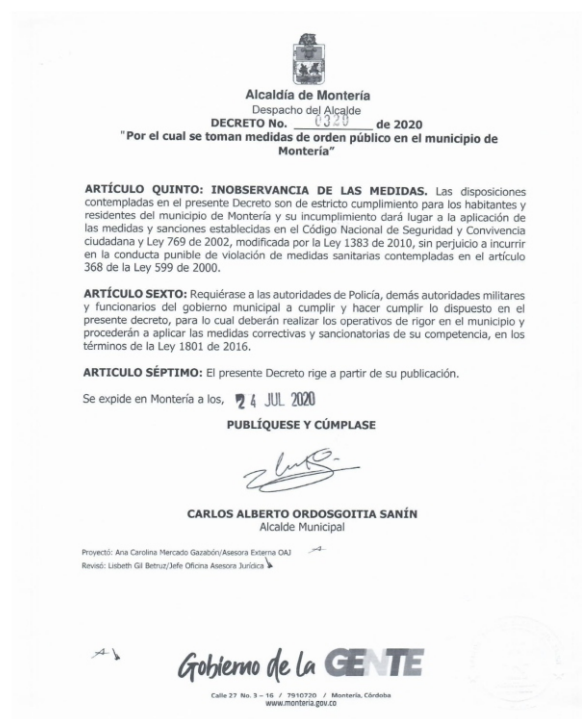 Alcaldía de Montería
Despacho del Alcalde
DECRETO No. 0320 de 2020
"Por el cual se toman medidas de orden público en el municipio de
Montería"
ARTÍCULO QUINTO: INOBSERVANCIA DE LAS MEDIDAS. Las disposiciones
contempladas en el presente Decreto son de estricto cumplimiento para los habitantes y
residentes del municipio de Montería y su incumplimiento dará lugar a la aplicación de
las medidas y sanciones establecidas en el Código Nacional de Seguridad y Convivencia
ciudadana y Ley 769 de 2002, modificada por la Ley 1383 de 2010, sin perjuicio a incurrir
en la conducta punible de violación de medidas sanitarias contempladas en el artículo
368 de la Ley 599 de 2000.
ARTÍCULO SEXTO: Requiérase a las autoridades de Policía, demás autoridades militares
y funcionarios del gobierno municipal a cumplir y hacer cumplir lo dispuesto en el
presente decreto, para lo cual deberán realizar los operativos de rigor en el municipio y
procederán a aplicar las medidas correctivas y sancionatorias de su competencia, en los
términos de la Ley 1801 de 2016.
ARTICULO SÉPTIMO: El presente Decreto rige a partir de su publicación.
Se expide en Montería a los, 24 JUL 2020
PUBLÍQUESE Y CÚMPLASE
CARLOS ALBERTO ORDOSGOITIA SANÍN
Alcalde Municipal
Proyectó: Ana Carolina Mercado Gazabón/Asesora Externa OAJ
Revisó: Lisbeth Gil Betruz/Jefe Oficina Asesora Jurídica
Gobierno de la GENTE
Calle 27 No. 3 – 16 / 7910720 / Montería, Córdoba
www.monteria.gov.co